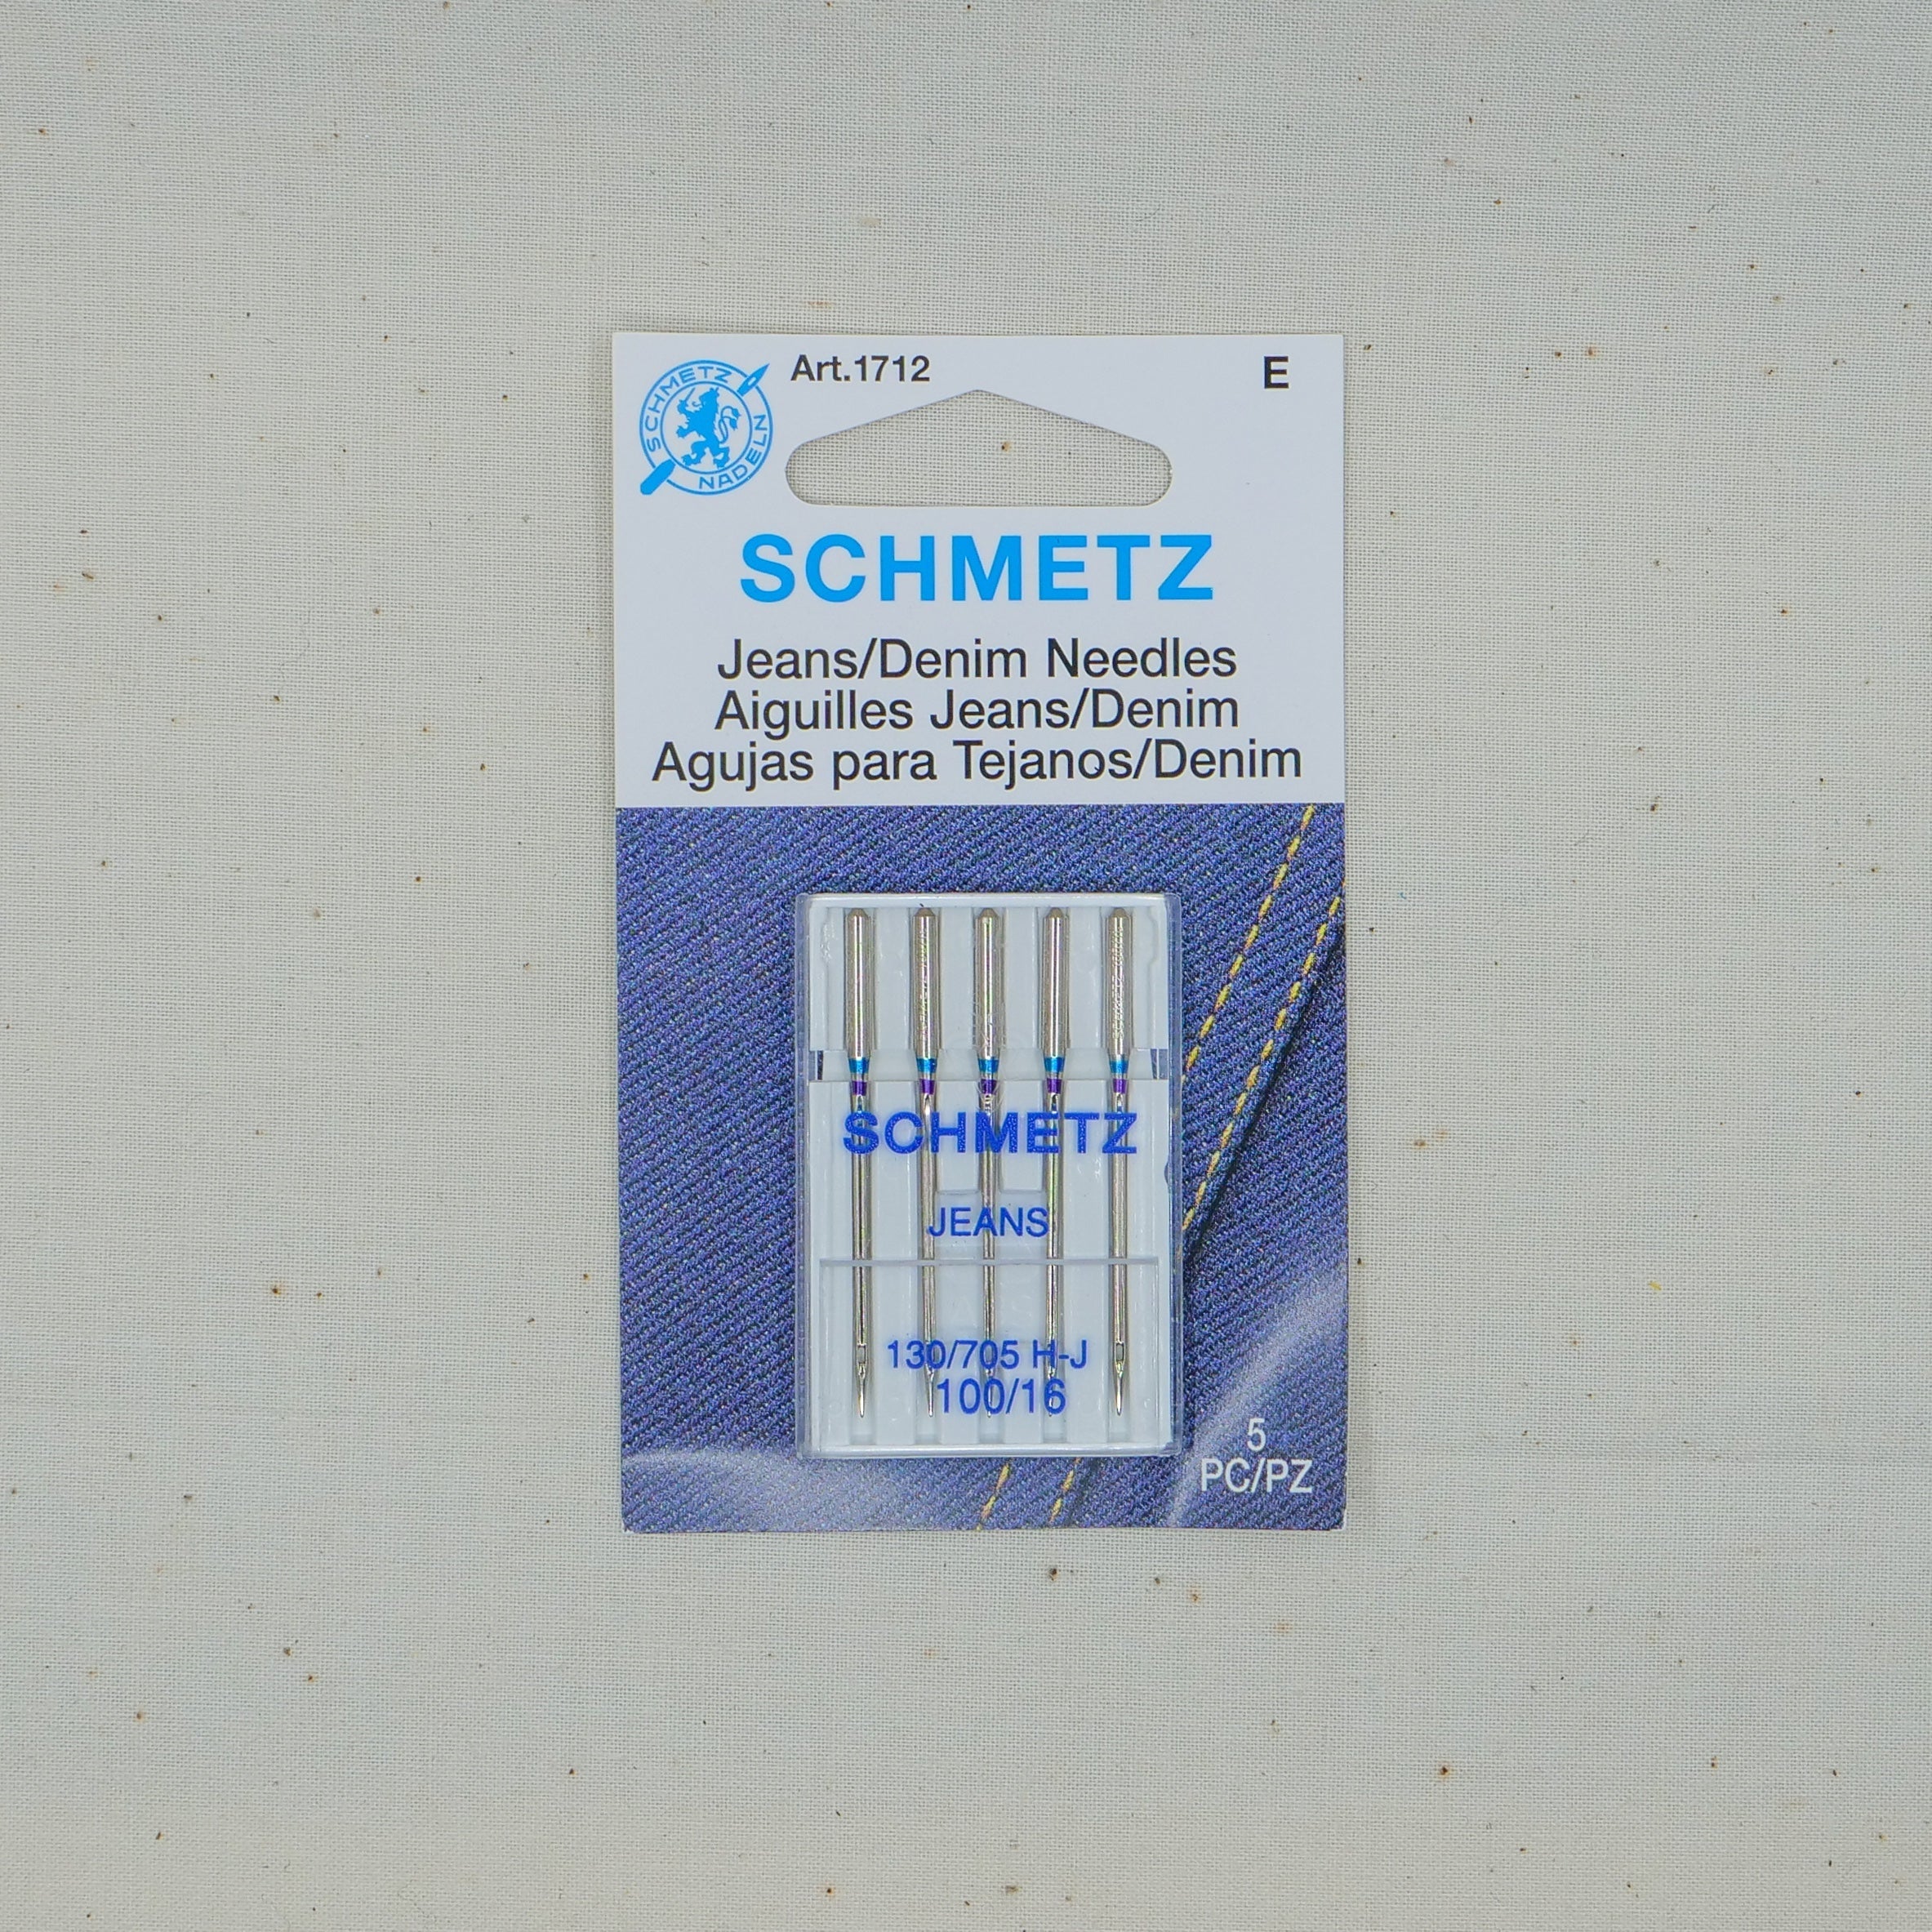 Art.1712
E
SCHMETZ
NADELN
SCHMETZ
Jeans/Denim Needles
Aiguilles Jeans/Denim
Agujas para Tejanos/Denim
SCHMETZ
JEANS
130/705 H-J
100/16
5
PC/PZ